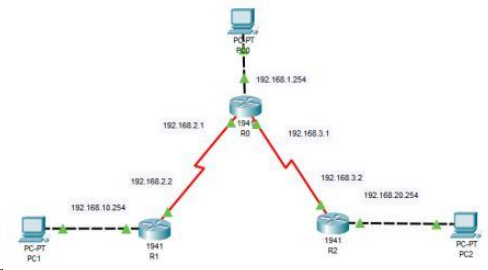 PC-PT
PC0
192.168.1.254
1941
R0
192.168.2.1
192.168.3.1
192.168.2.2
192.168.3.2
192.168.10.254
192.168.20.254
PC-PT
PC1
1941
R1
1941
R2
PC-PT
PC2